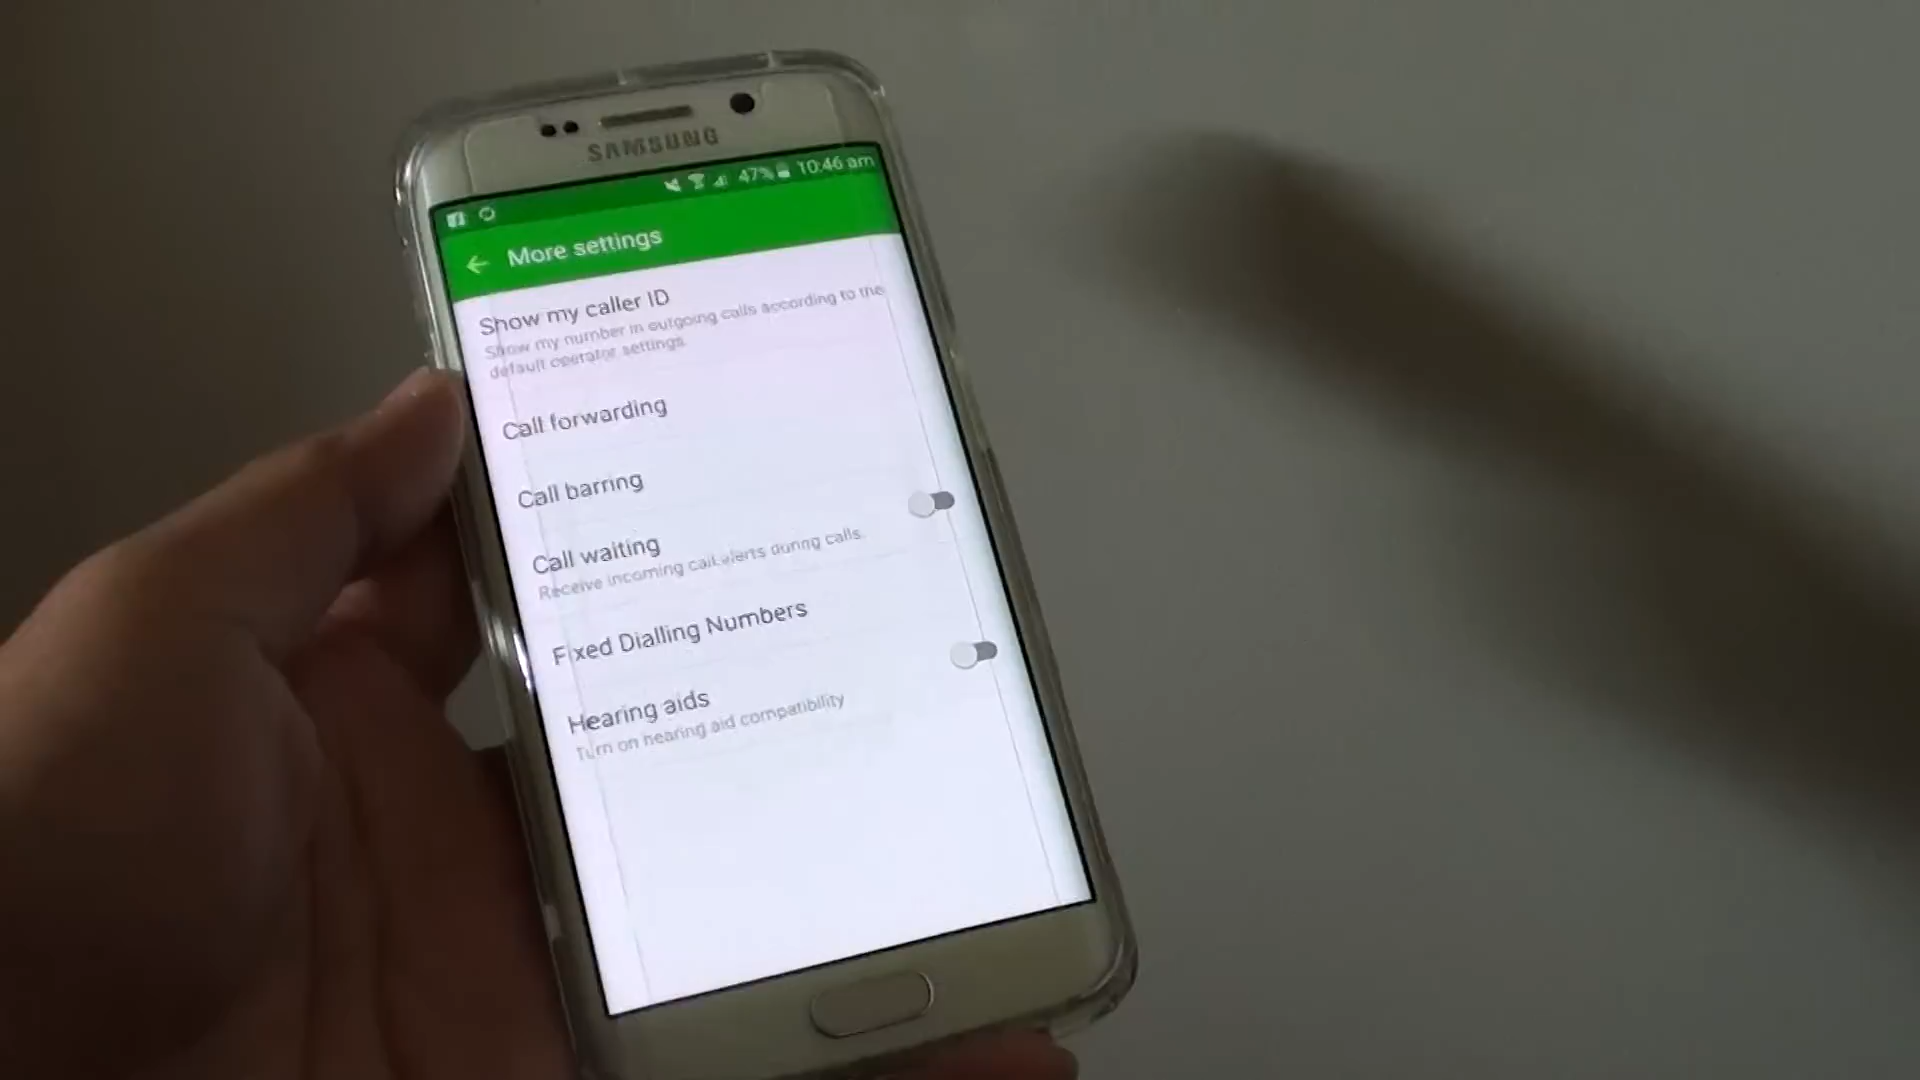 SAMSUNG
47% 10:46 am
More settings
Show my caller ID
Show my number in outgoing calls according to the
default operator settings.
Call forwarding
Call barring
Call waiting
Receive incoming call alerts during calls.
Fixed Dialling Numbers
Hearing aids
Turn on hearing aid compatibility